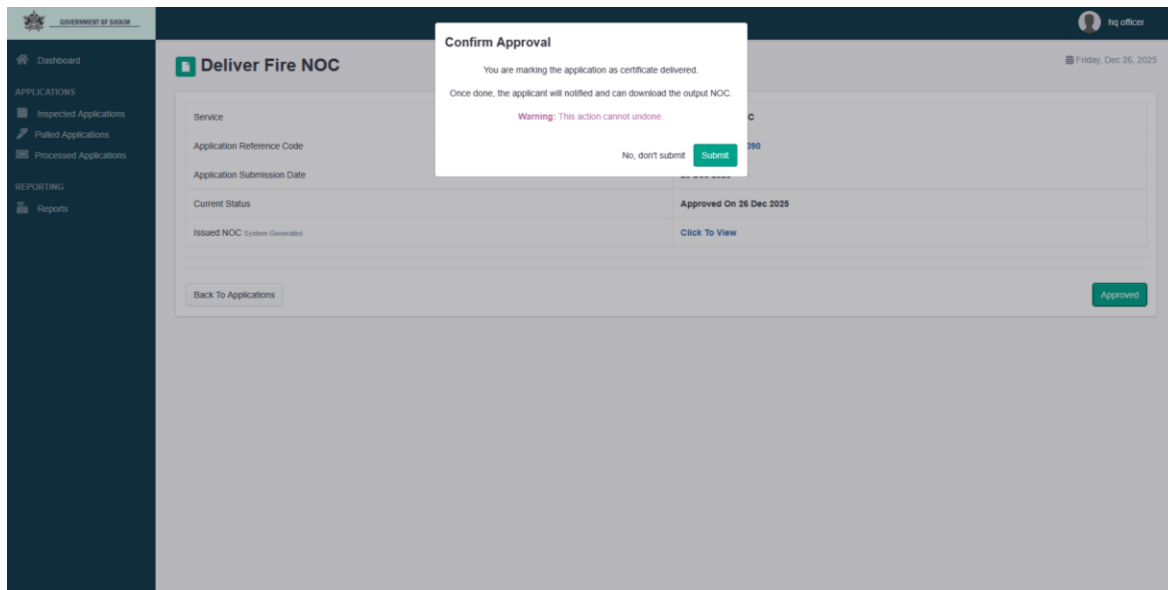 GOVERNMENT OF SIKKIM
hq officer
Dashboard
APPLICATIONS
Inspected Applications
Pulled Applications
Processed Applications
REPORTING
Reports
Deliver Fire NOC
Friday, Dec 26, 2025
Confirm Approval
You are marking the application as certificate delivered.
Once done, the applicant will notified and can download the output NOC.
Warning: This action cannot undone.
No, don't submit Submit
Service C
Application Reference Code 090
Application Submission Date
Current Status Approved On 26 Dec 2025
Issued NOC System Generated Click To View
Back To Applications Approved